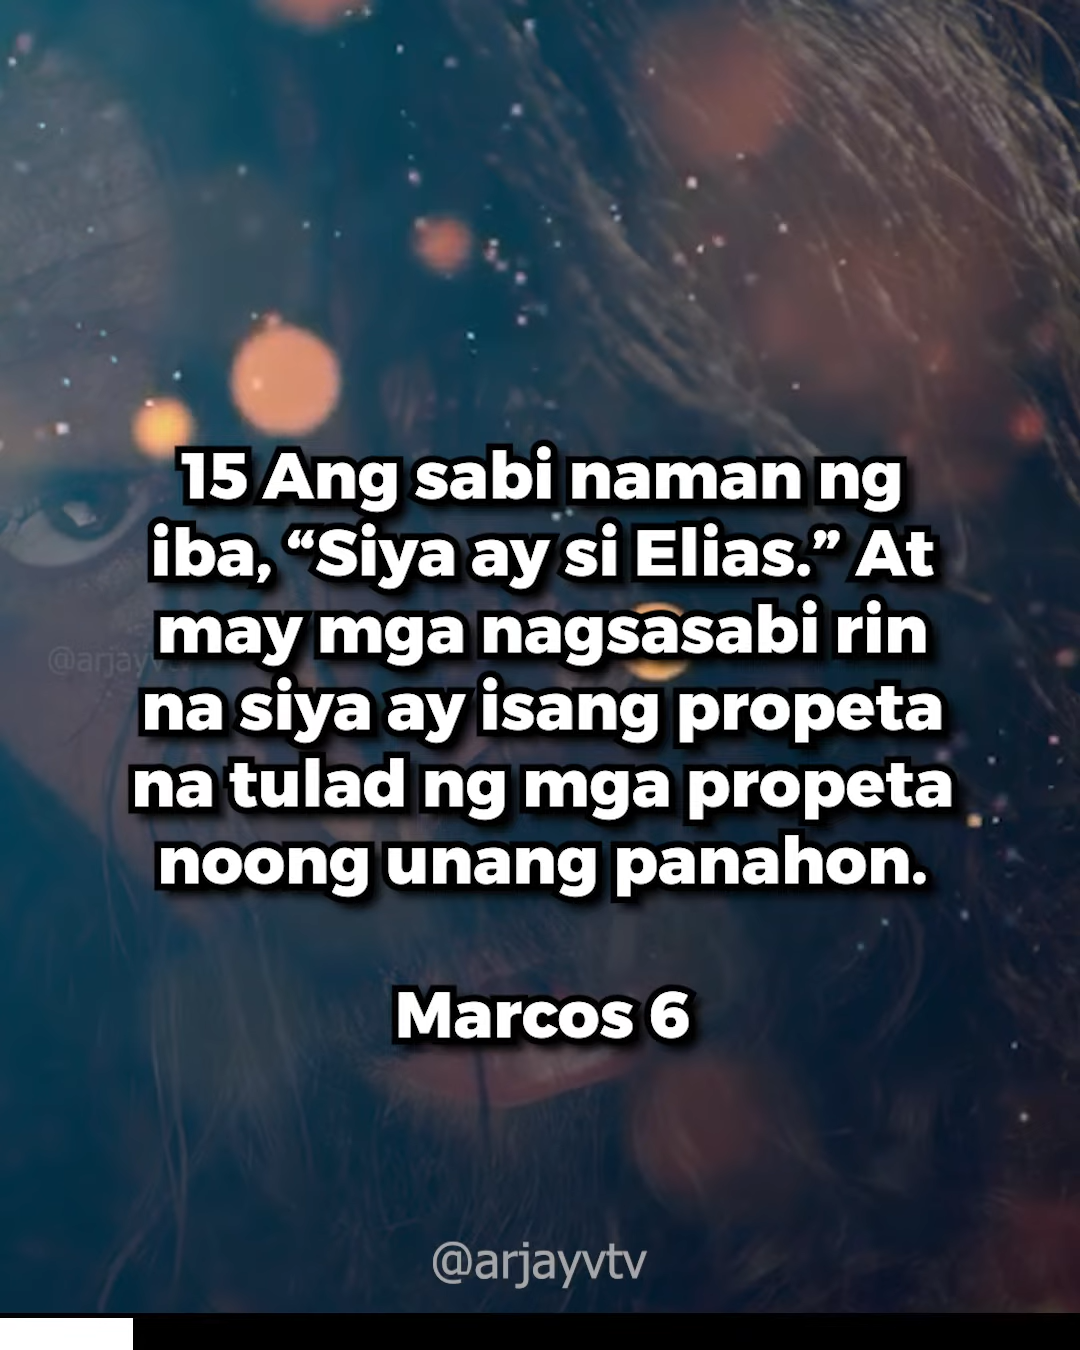 15 Ang sabi naman ng
iba, “Siya ay si Elias.” At
may mga nagsasabi rin
na siya ay isang propeta
na tulad ng mga propeta
noong unang panahon.
Marcos 6
@arjayvtv
@arjayvtv